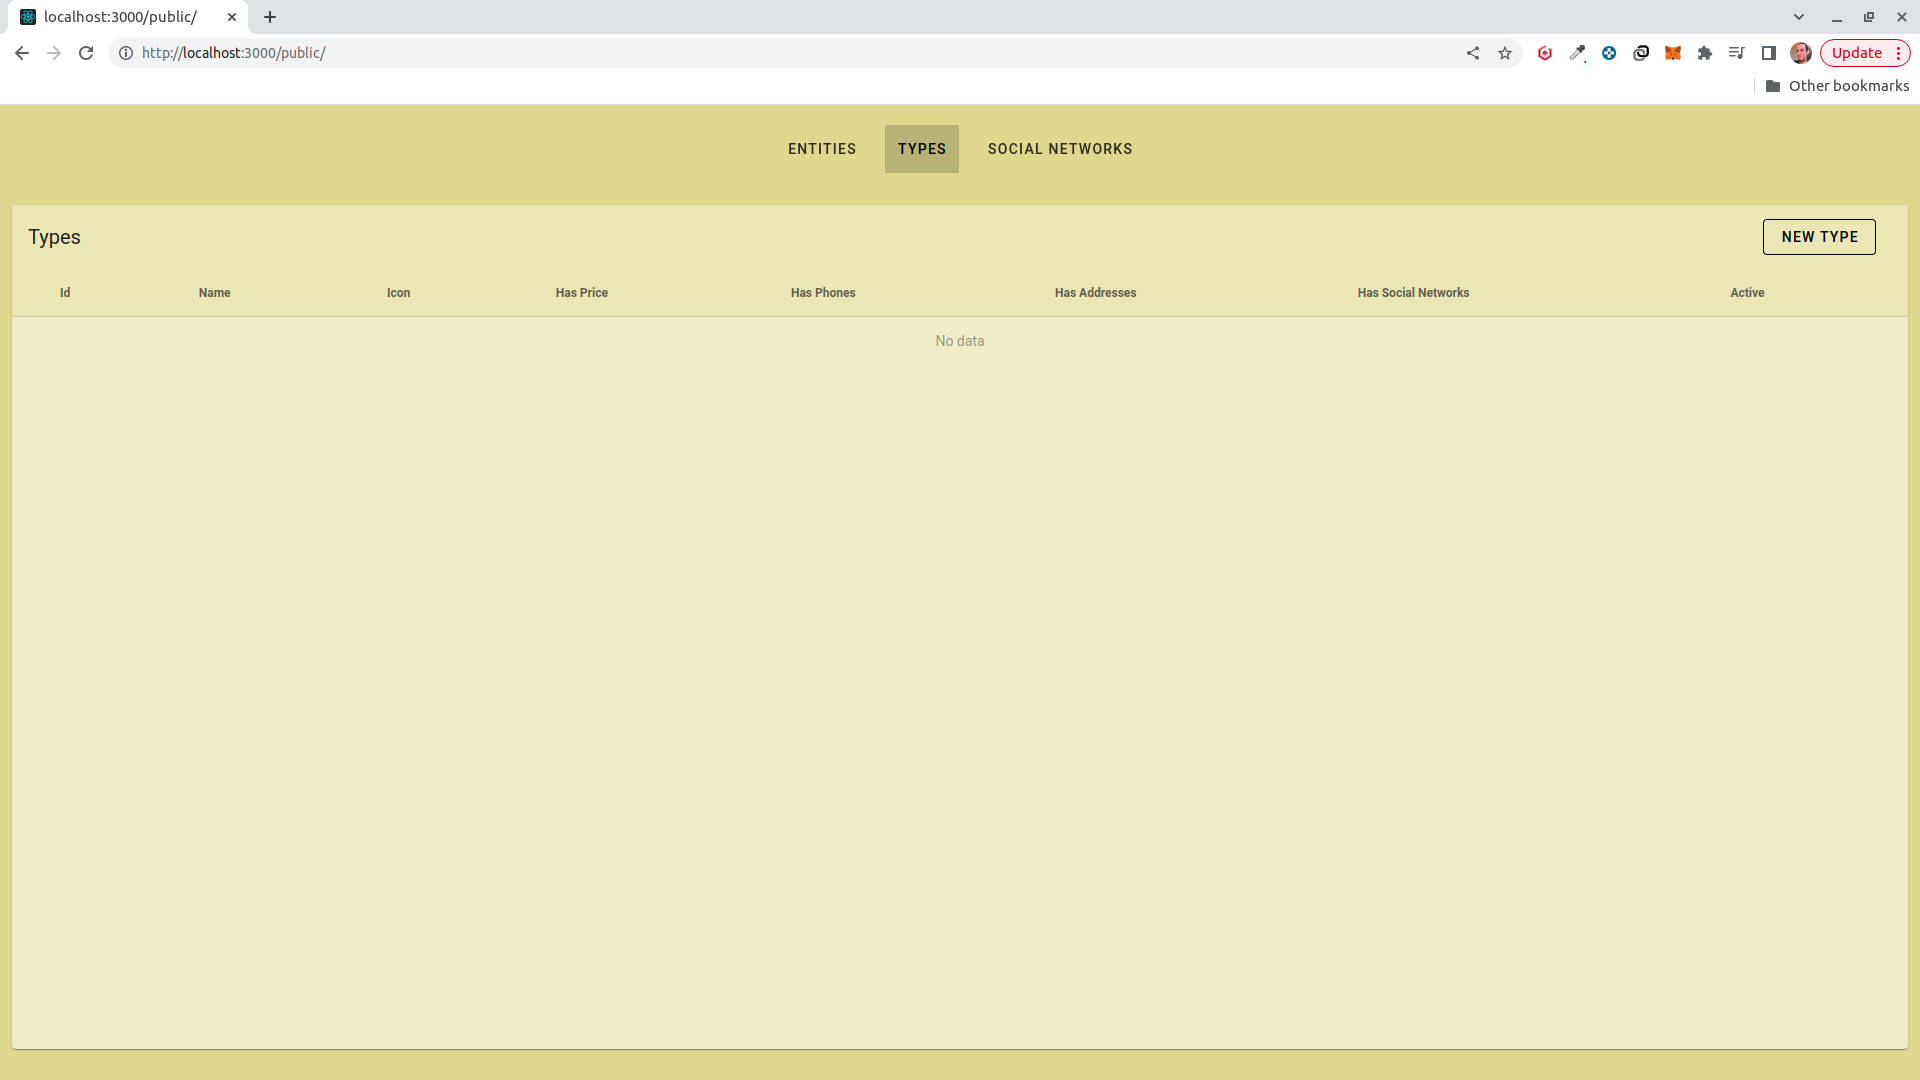 localhost:3000/public/
http://localhost:3000/public/
Update
Other bookmarks
ENTITIES TYPES SOCIAL NETWORKS
Types NEW TYPE
Id Name Icon Has Price Has Phones Has Addresses Has Social Networks Active
No data